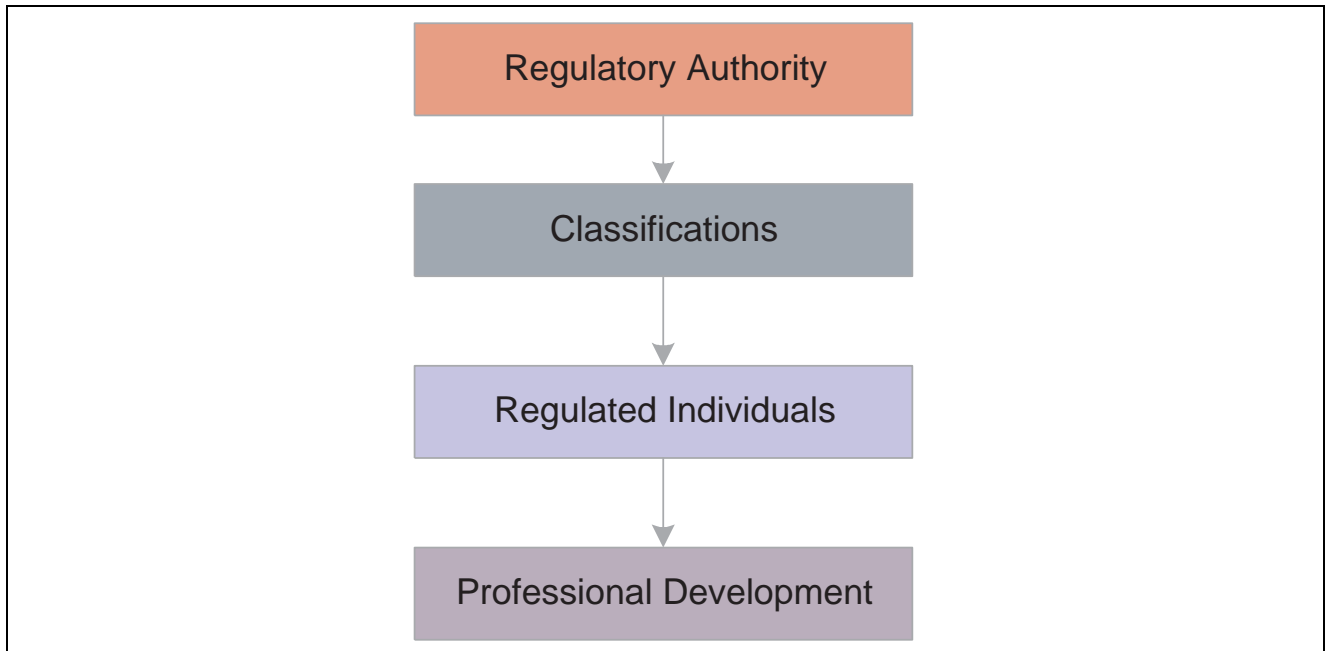 Regulatory Authority
Classifications
Regulated Individuals
Professional Development